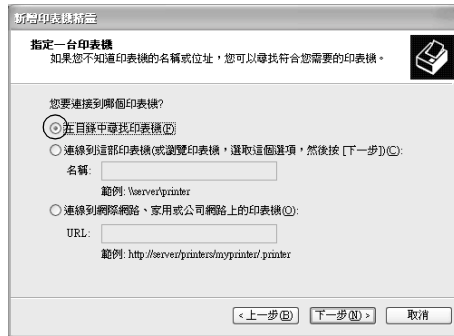 新增印表機精靈
指定一台印表機
如果您不知道印表機的名稱或位址，您可以尋找符合您需要的印表機。
您要連接到哪個印表機?
在目錄中尋找印表機(F)
連線到這部印表機(或瀏覽印表機，選取這個選項，然後按 [下一步])(C):
名稱:
範例: \\server\printer
連線到網際網路、家用或公司網路上的印表機(O):
URL:
範例: http://server/printers/myprinter/.printer
<上一步(B) 下一步(N)> 取消